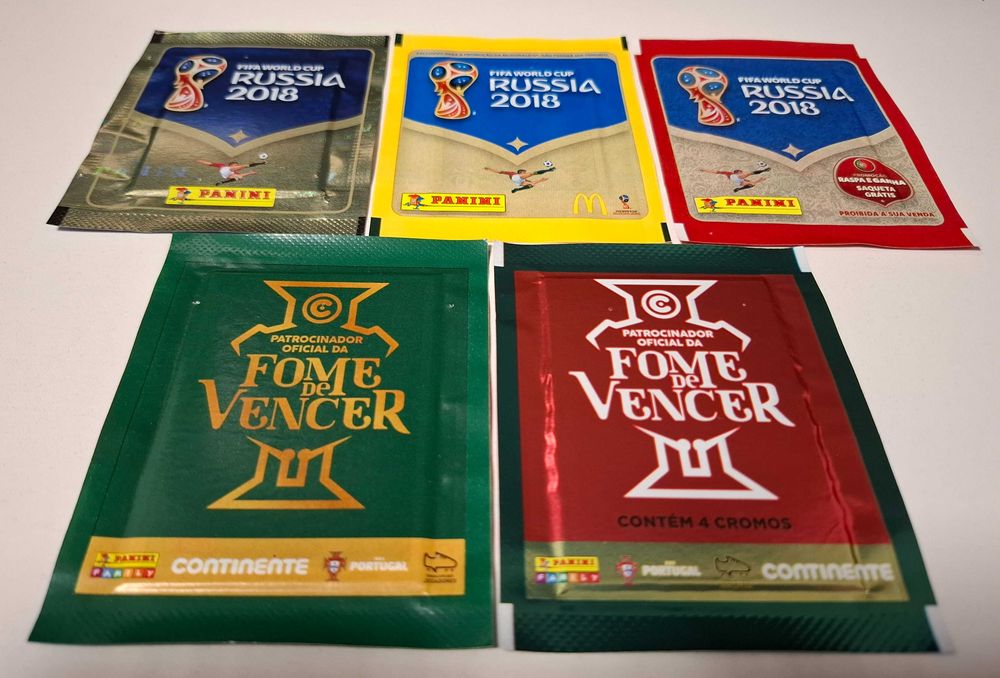 FIFA WORLD CUP
RUSSIA
2018
PANINI
FIFA WORLD CUP
RUSSIA
2018
PANINI
FIFA WORLD CUP
RUSSIA
2018
PANINI
PROMOÇÃO
RASPA E GANHA
SAQUETA
GRÁTIS
PROIBIDA A SUA VENDA
C
PATROCINADOR
OFICIAL DA
FOME
DE
VENCER
PANINI
FAMILY
CONTINENTE
PORTUGAL
C
PATROCINADOR
OFICIAL DA
FOME
DE
VENCER
CONTÉM 4 CROMOS
PANINI
FAMILY
PORTUGAL
CONTINENTE